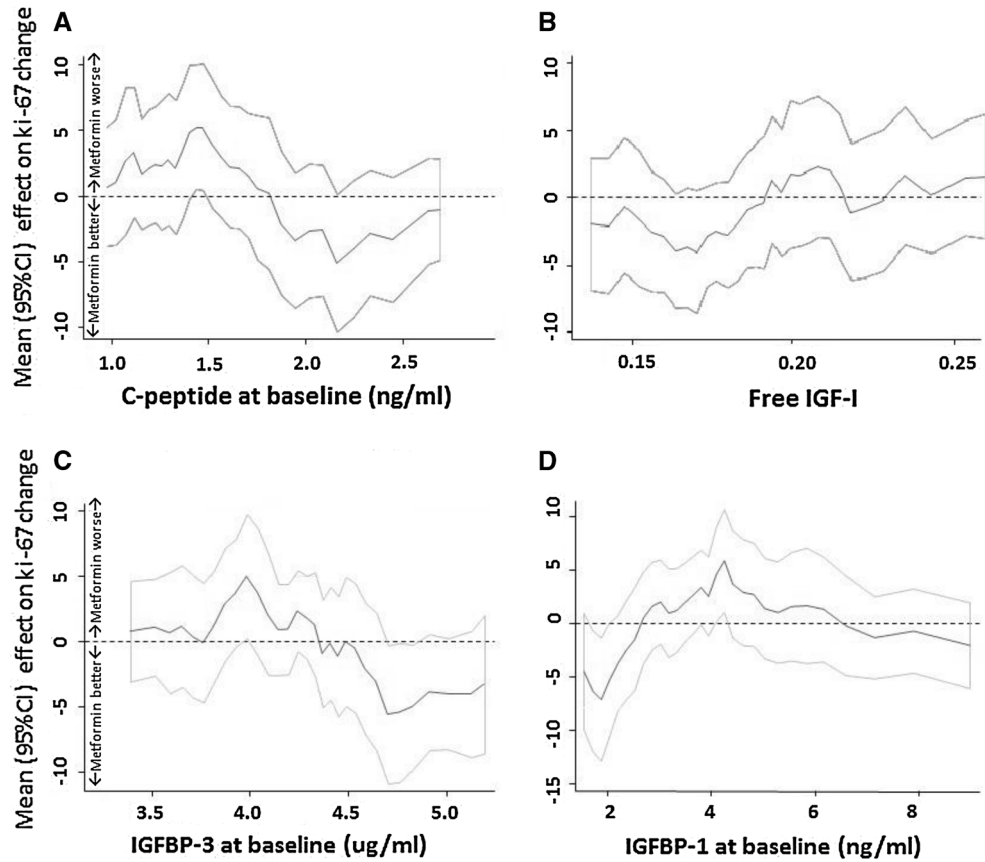 A
Mean (95%CI) effect on ki-67 change
←Metformin better→
←Metformin worse→
10
5
0
-5
-10
1.0
1.5
2.0
2.5
C-peptide at baseline (ng/ml)
B
10
5
0
-5
-10
0.15
0.20
0.25
Free IGF-I
C
Mean (95%CI) effect on ki-67 change
←Metformin better→
←Metformin worse→
10
5
0
-5
-10
3.5
4.0
4.5
5.0
IGFBP-3 at baseline (ug/ml)
D
10
5
0
-5
-10
-15
2
4
6
8
IGFBP-1 at baseline (ng/ml)